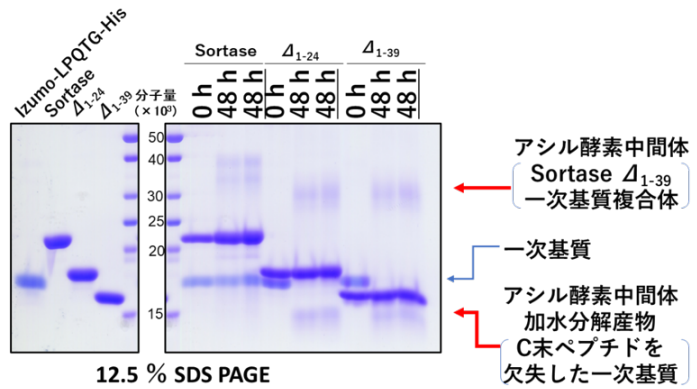 Sortase
Δ1-24
Δ1-39
Izumo-LPQTG-His
Sortase
Δ1-24
Δ1-39
分子量
(×10³)
0 h
48 h
48 h
0 h
48 h
48 h
0 h
48 h
48 h
50
40
30
25
20
15
アシル酵素中間体
Sortase Δ1-39
一次基質複合体
一次基質
アシル酵素中間体
加水分解産物
C末ペプチドを
欠失した一次基質
12.5 % SDS PAGE